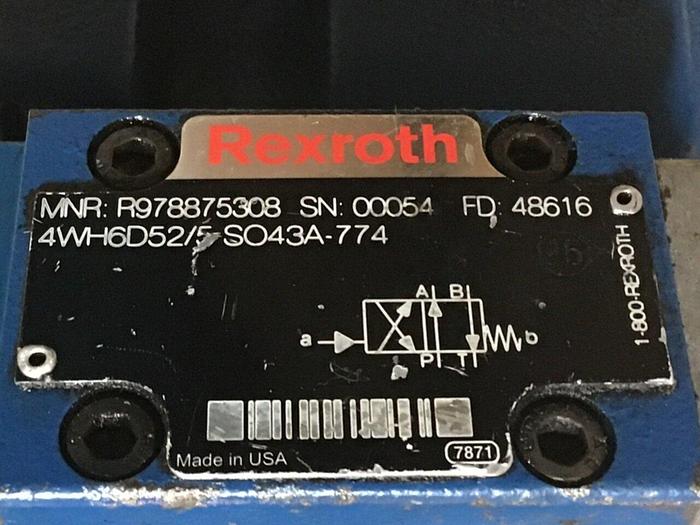 Rexroth
MNR: R978875308 SN: 00054 FD: 48616
4WH6D52/5-SO43A-774
1-800-REXROTH
A B
a b
P T
Made in USA 7871